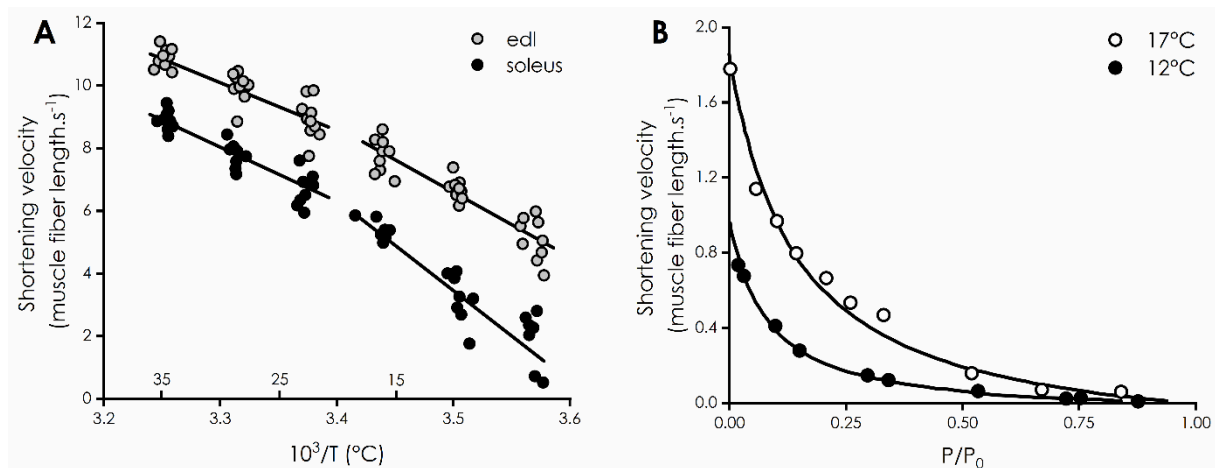 A
edl
soleus
Shortening velocity
(muscle fiber length.s⁻¹)
12
10
8
6
4
2
0
35
25
15
3.2
3.3
3.4
3.5
3.6
10³/T (°C)
B
17°C
12°C
Shortening velocity
(muscle fiber length.s⁻¹)
1.8
2.0
1.6
1.2
0.8
0.4
0.0
0.00
0.25
0.50
0.75
1.00
P/P₀